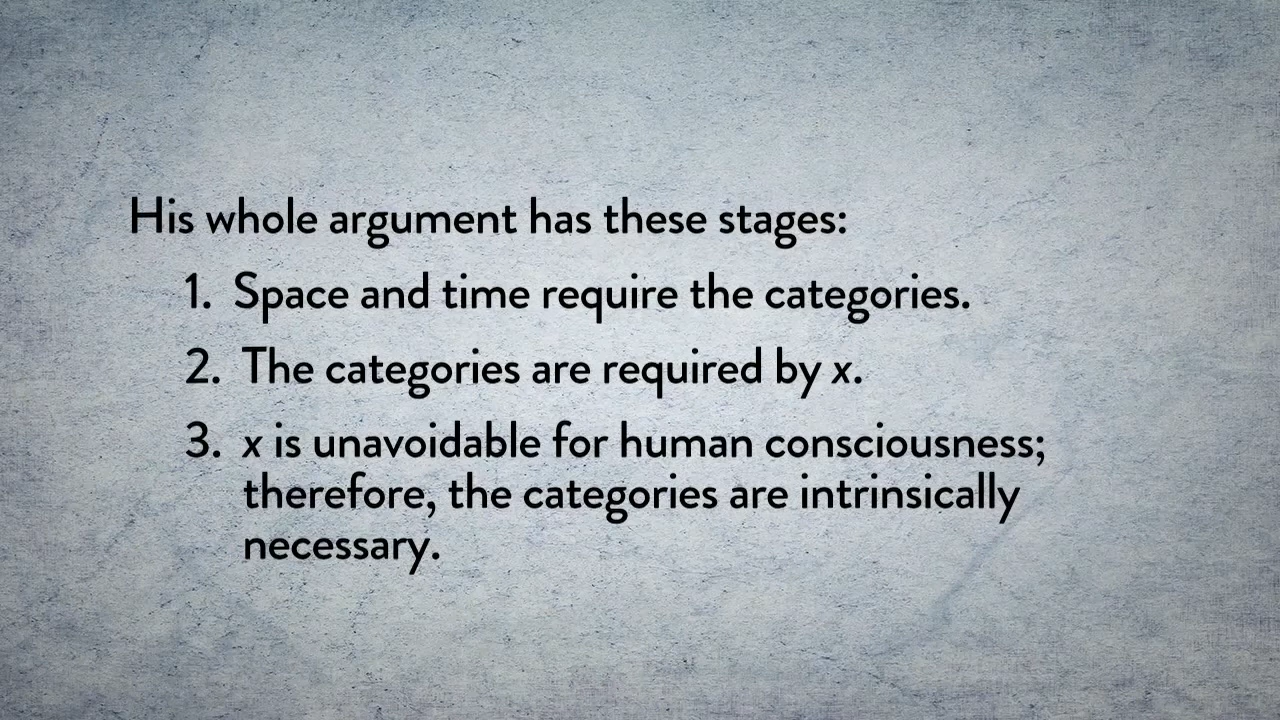 His whole argument has these stages:
1. Space and time require the categories.
2. The categories are required by x.
3. x is unavoidable for human consciousness;
therefore, the categories are intrinsically
necessary.